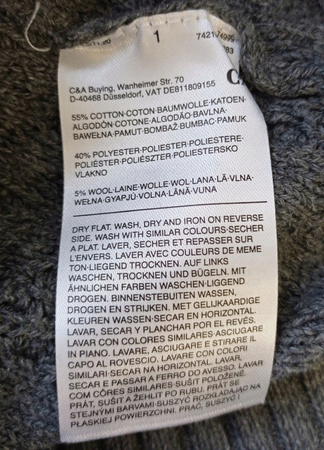 1
C&A Buying, Wanheimer Str. 70
D-40468 Düsseldorf, VAT DE811809155
55% COTTON·COTON·BAUMWOLLE·KATOEN·
ALGODÓN·COTONE·ALGODÃO·BAVLNA·
BAWEŁNA·PAMUT·BOMBAŽ·BUMBAC·PAMUK
40% POLYESTER·POLIESTER·POLIESTERE·
POLYESTER·POLIÉSZTER·POLIESTERSKO
VLAKNO
5% WOOL·LAINE·WOLLE·WOL·LANA·LÃ·VLNA·
WEŁNA·GYAPJÚ·VOLNA·LÂNĂ·VUNA
DRY FLAT. WASH, DRY AND IRON ON REVERSE
SIDE. WASH WITH SIMILAR COLOURS·SECHER
A PLAT. LAVER, SECHER ET REPASSER SUR
L'ENVERS. LAVER AVEC COULEURS DE MEME
TON·LIEGEND TROCKNEN. AUF LINKS
WASCHEN, TROCKNEN UND BÜGELN. MIT
ÄHNLICHEN FARBEN WASCHEN·LIGGEND
DROGEN. BINNENSTEBUITEN WASSEN,
DROGEN EN STRIJKEN. MET GELIJKAARDIGE
KLEUREN WASSEN·SECAR EN HORIZONTAL.
LAVAR, SECAR Y PLANCHAR POR EL REVÉS.
LAVAR CON COLORES SIMILARES·ASCIUGARE
IN PIANO. LAVARE, ASCIUGARE E STIRARE IL
CAPO AL ROVESCIO. LAVARE CON COLORI
SIMILARI·SECAR NA HORIZONTAL. LAVAR,
SECAR E PASSAR A FERRO DO AVESSO. LAVAR
COM CÔRES SIMILARES·SUŠIT POLOŽENÉ.
PRÁT, SUŠIT A ŽEHLIT PO RUBU. PRÁT SE
STEJNÝMI BARVAMI·SUSZYĆ ROZKŁADAJĄC NA
PŁASKIEJ POWIERZCHNI. PRAĆ, SUSZYĆ I